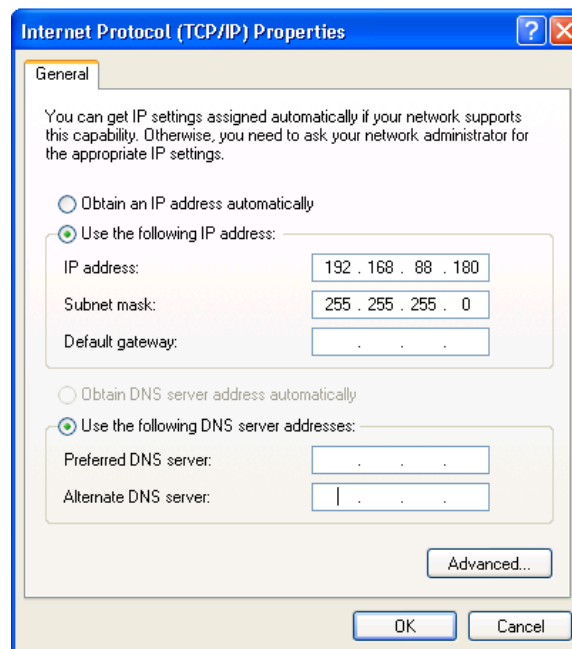 Internet Protocol (TCP/IP) Properties
General
You can get IP settings assigned automatically if your network supports
this capability. Otherwise, you need to ask your network administrator for
the appropriate IP settings.
Obtain an IP address automatically
Use the following IP address:
IP address: 192 . 168 . 88 . 180
Subnet mask: 255 . 255 . 255 . 0
Default gateway: . . .
Obtain DNS server address automatically
Use the following DNS server addresses:
Preferred DNS server: . . .
Alternate DNS server: . . .
Advanced...
OK Cancel